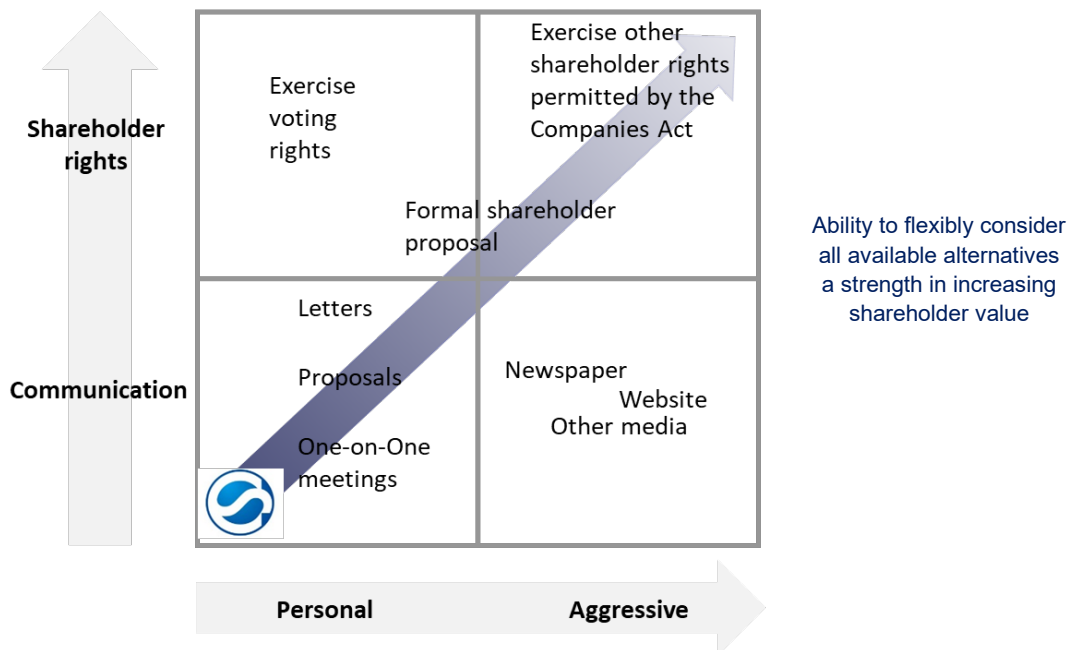 Shareholder
rights
Exercise
voting
rights
Exercise other
shareholder rights
permitted by the
Companies Act
Formal shareholder
proposal
Ability to flexibly consider
all available alternatives
a strength in increasing
shareholder value
Communication
Letters
Proposals
One-on-One
meetings
Newspaper
Website
Other media
Personal
Aggressive